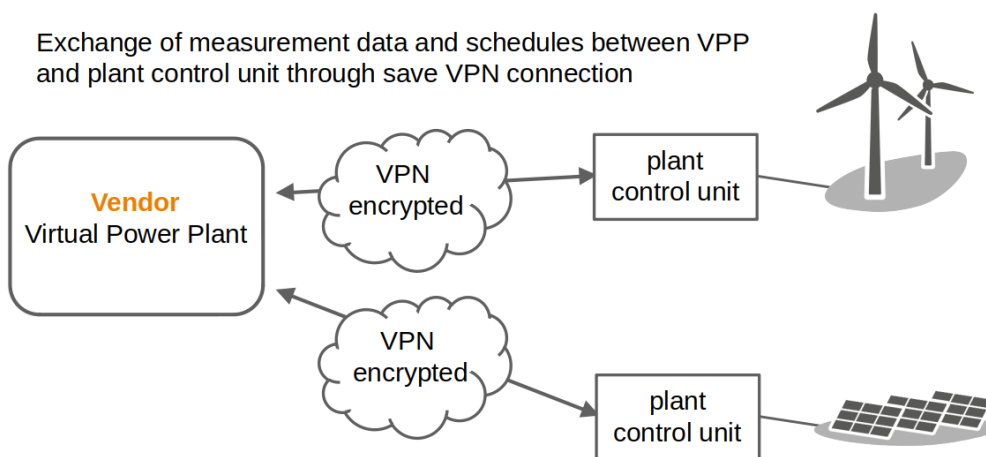 Exchange of measurement data and schedules between VPP
and plant control unit through save VPN connection
Vendor
Virtual Power Plant
VPN
encrypted
plant
control unit
VPN
encrypted
plant
control unit